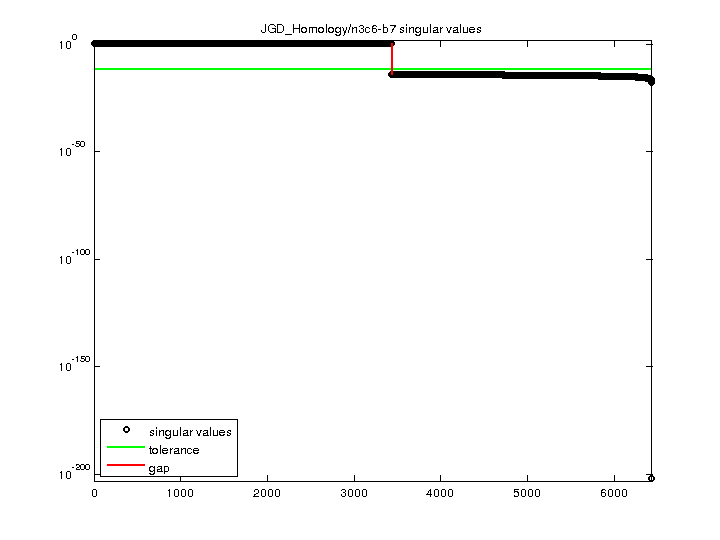 JGD_Homology/n3c6-b7 singular values
10^0
10^-50
10^-100
10^-150
10^-200
singular values
tolerance
gap
0 1000 2000 3000 4000 5000 6000